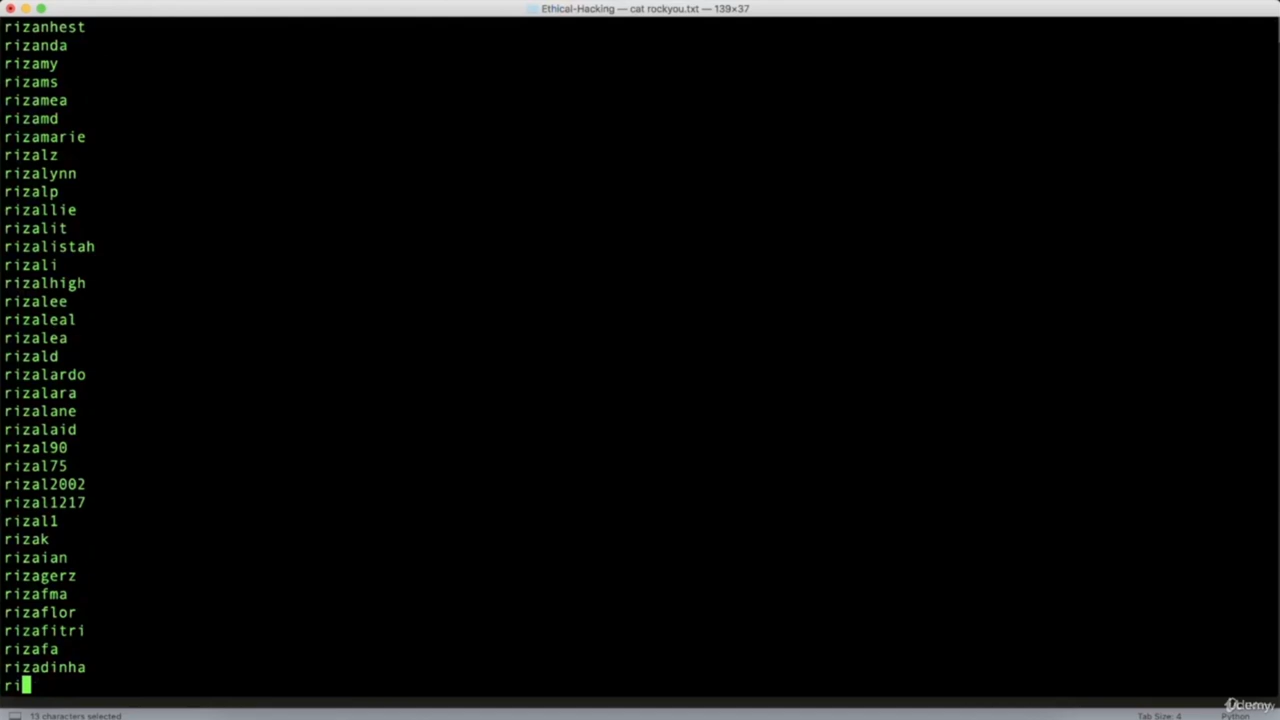 Ethical-Hacking — cat rockyou.txt — 139×37
rizanhest
rizanda
rizamy
rizams
rizamea
rizamd
rizamarie
rizalz
rizalynn
rizalp
rizallie
rizalit
rizalistah
rizali
rizalhigh
rizalee
rizaleal
rizalea
rizald
rizalardo
rizalara
rizalane
rizalaid
rizal90
rizal75
rizal2002
rizal1217
rizal1
rizak
rizaian
rizagerz
rizafma
rizaflor
rizafitri
rizafa
rizadinha
ri
Udemy
13 characters selected
Tab Size: 4
Python